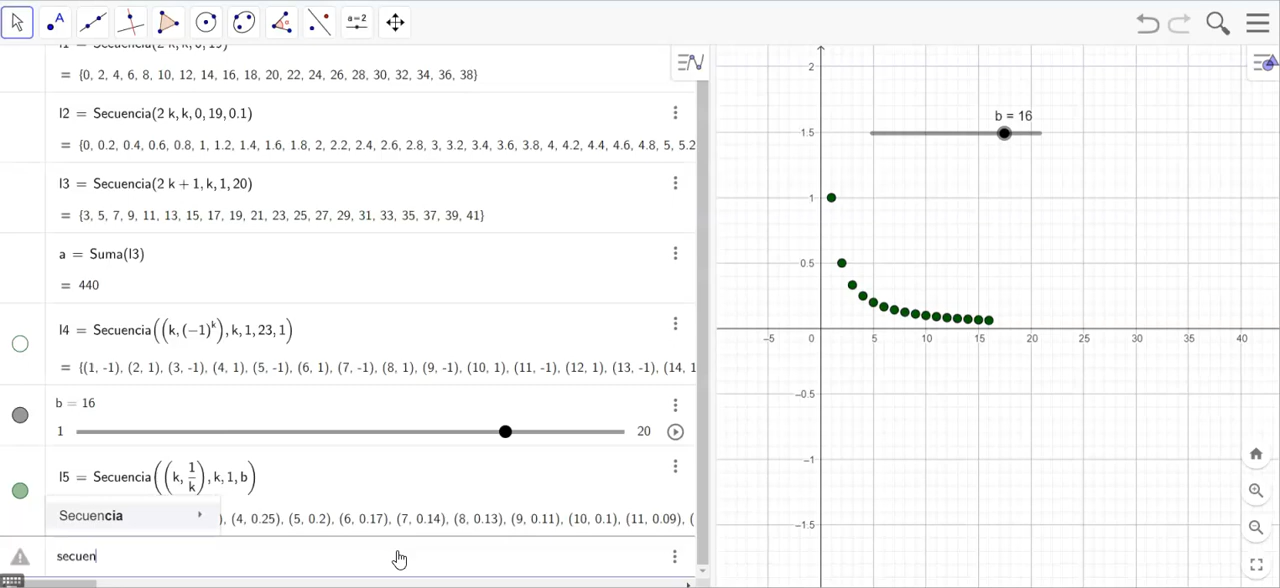 a=2
l1 = Secuencia(2 k, k, 0, 19)
= {0, 2, 4, 6, 8, 10, 12, 14, 16, 18, 20, 22, 24, 26, 28, 30, 32, 34, 36, 38}
l2 = Secuencia(2 k, k, 0, 19, 0.1)
= {0, 0.2, 0.4, 0.6, 0.8, 1, 1.2, 1.4, 1.6, 1.8, 2, 2.2, 2.4, 2.6, 2.8, 3, 3.2, 3.4, 3.6, 3.8, 4, 4.2, 4.4, 4.6, 4.8, 5, 5.2
l3 = Secuencia(2 k + 1, k, 1, 20)
= {3, 5, 7, 9, 11, 13, 15, 17, 19, 21, 23, 25, 27, 29, 31, 33, 35, 37, 39, 41}
a = Suma(l3)
= 440
l4 = Secuencia((k, (−1)^k), k, 1, 23, 1)
= {(1, -1), (2, 1), (3, -1), (4, 1), (5, -1), (6, 1), (7, -1), (8, 1), (9, -1), (10, 1), (11, -1), (12, 1), (13, -1), (14, 1
b = 16
1 20
l5 = Secuencia((k, 1/k), k, 1, b)
Secuencia
), (4, 0.25), (5, 0.2), (6, 0.17), (7, 0.14), (8, 0.13), (9, 0.11), (10, 0.1), (11, 0.09), (
secuen
b = 16
2
1.5
1
0.5
−5 0 5 10 15 20 25 30 35 40
−0.5
−1
−1.5